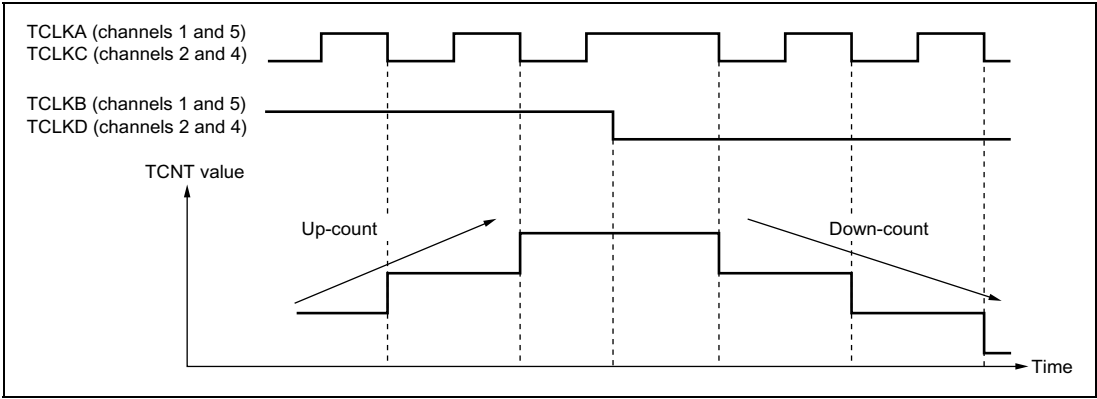 TCLKA (channels 1 and 5)
TCLKC (channels 2 and 4)
TCLKB (channels 1 and 5)
TCLKD (channels 2 and 4)
TCNT value
Up-count
Down-count
Time